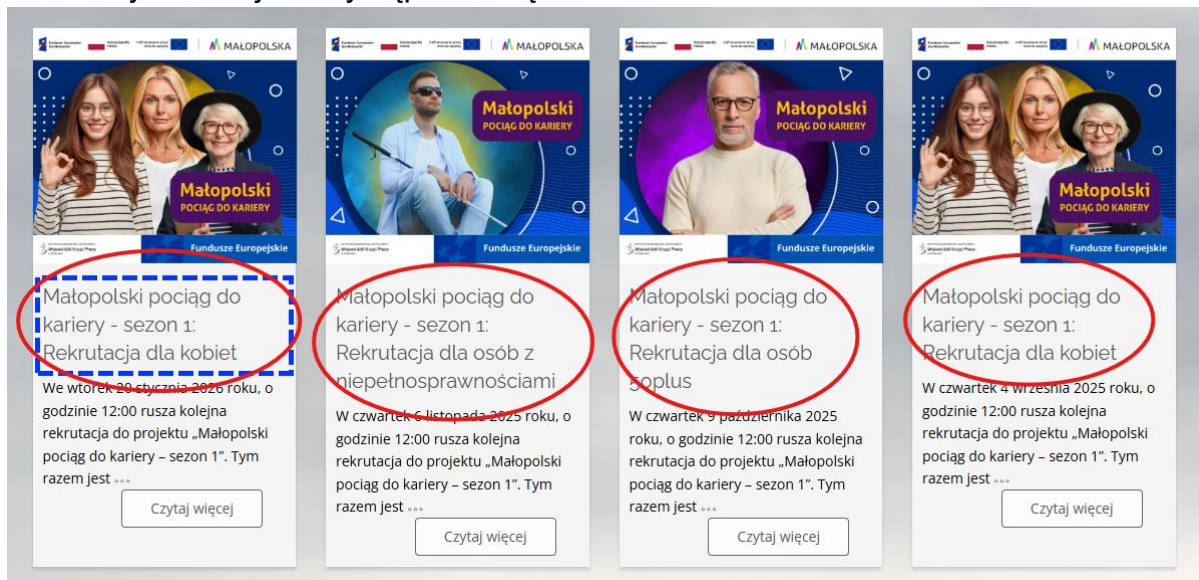 MAŁOPOLSKA
Małopolski
POCIĄG DO KARIERY
Fundusze Europejskie
Małopolski pociąg do
kariery - sezon 1:
Rekrutacja dla kobiet
We wtorek 20 stycznia 2026 roku, o
godzinie 12:00 rusza kolejna
rekrutacja do projektu „Małopolski
pociąg do kariery – sezon 1”. Tym
razem jest ...
Czytaj więcej
MAŁOPOLSKA
Małopolski
POCIĄG DO KARIERY
Fundusze Europejskie
Małopolski pociąg do
kariery - sezon 1:
Rekrutacja dla osób z
niepełnosprawnościami
W czwartek 6 listopada 2025 roku, o
godzinie 12:00 rusza kolejna
rekrutacja do projektu „Małopolski
pociąg do kariery – sezon 1”. Tym
razem jest ...
Czytaj więcej
MAŁOPOLSKA
Małopolski
POCIĄG DO KARIERY
Fundusze Europejskie
Małopolski pociąg do
kariery - sezon 1:
Rekrutacja dla osób
50plus
W czwartek 9 października 2025
roku, o godzinie 12:00 rusza kolejna
rekrutacja do projektu „Małopolski
pociąg do kariery – sezon 1”. Tym
razem jest ...
Czytaj więcej
MAŁOPOLSKA
Małopolski
POCIĄG DO KARIERY
Fundusze Europejskie
Małopolski pociąg do
kariery - sezon 1:
Rekrutacja dla kobiet
W czwartek 4 września 2025 roku, o
godzinie 12:00 rusza kolejna
rekrutacja do projektu „Małopolski
pociąg do kariery – sezon 1”. Tym
razem jest ...
Czytaj więcej